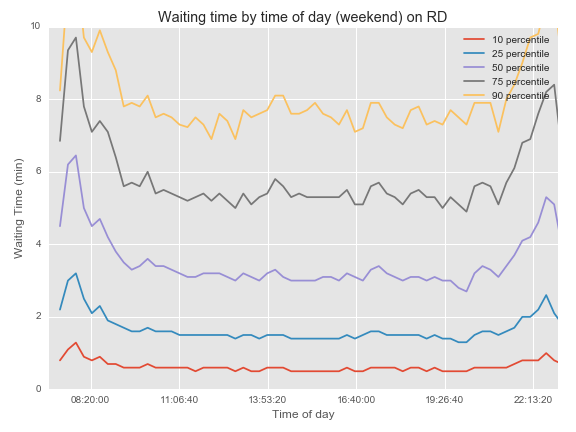 Waiting time by time of day (weekend) on RD
10 percentile
25 percentile
50 percentile
75 percentile
90 percentile
10
8
6
4
2
0
Waiting Time (min)
08:20:00 11:06:40 13:53:20 16:40:00 19:26:40 22:13:20
Time of day